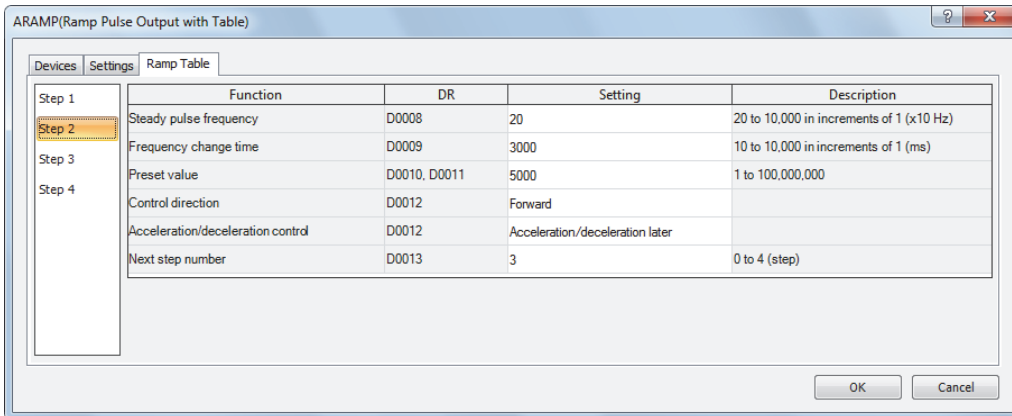 ARAMP(Ramp Pulse Output with Table)
?
X
Devices Settings Ramp Table
Step 1
Step 2
Step 3
Step 4
Function DR Setting Description
Steady pulse frequency D0008 20 20 to 10,000 in increments of 1 (x10 Hz)
Frequency change time D0009 3000 10 to 10,000 in increments of 1 (ms)
Preset value D0010, D0011 5000 1 to 100,000,000
Control direction D0012 Forward
Acceleration/deceleration control D0012 Acceleration/deceleration later
Next step number D0013 3 0 to 4 (step)
OK Cancel